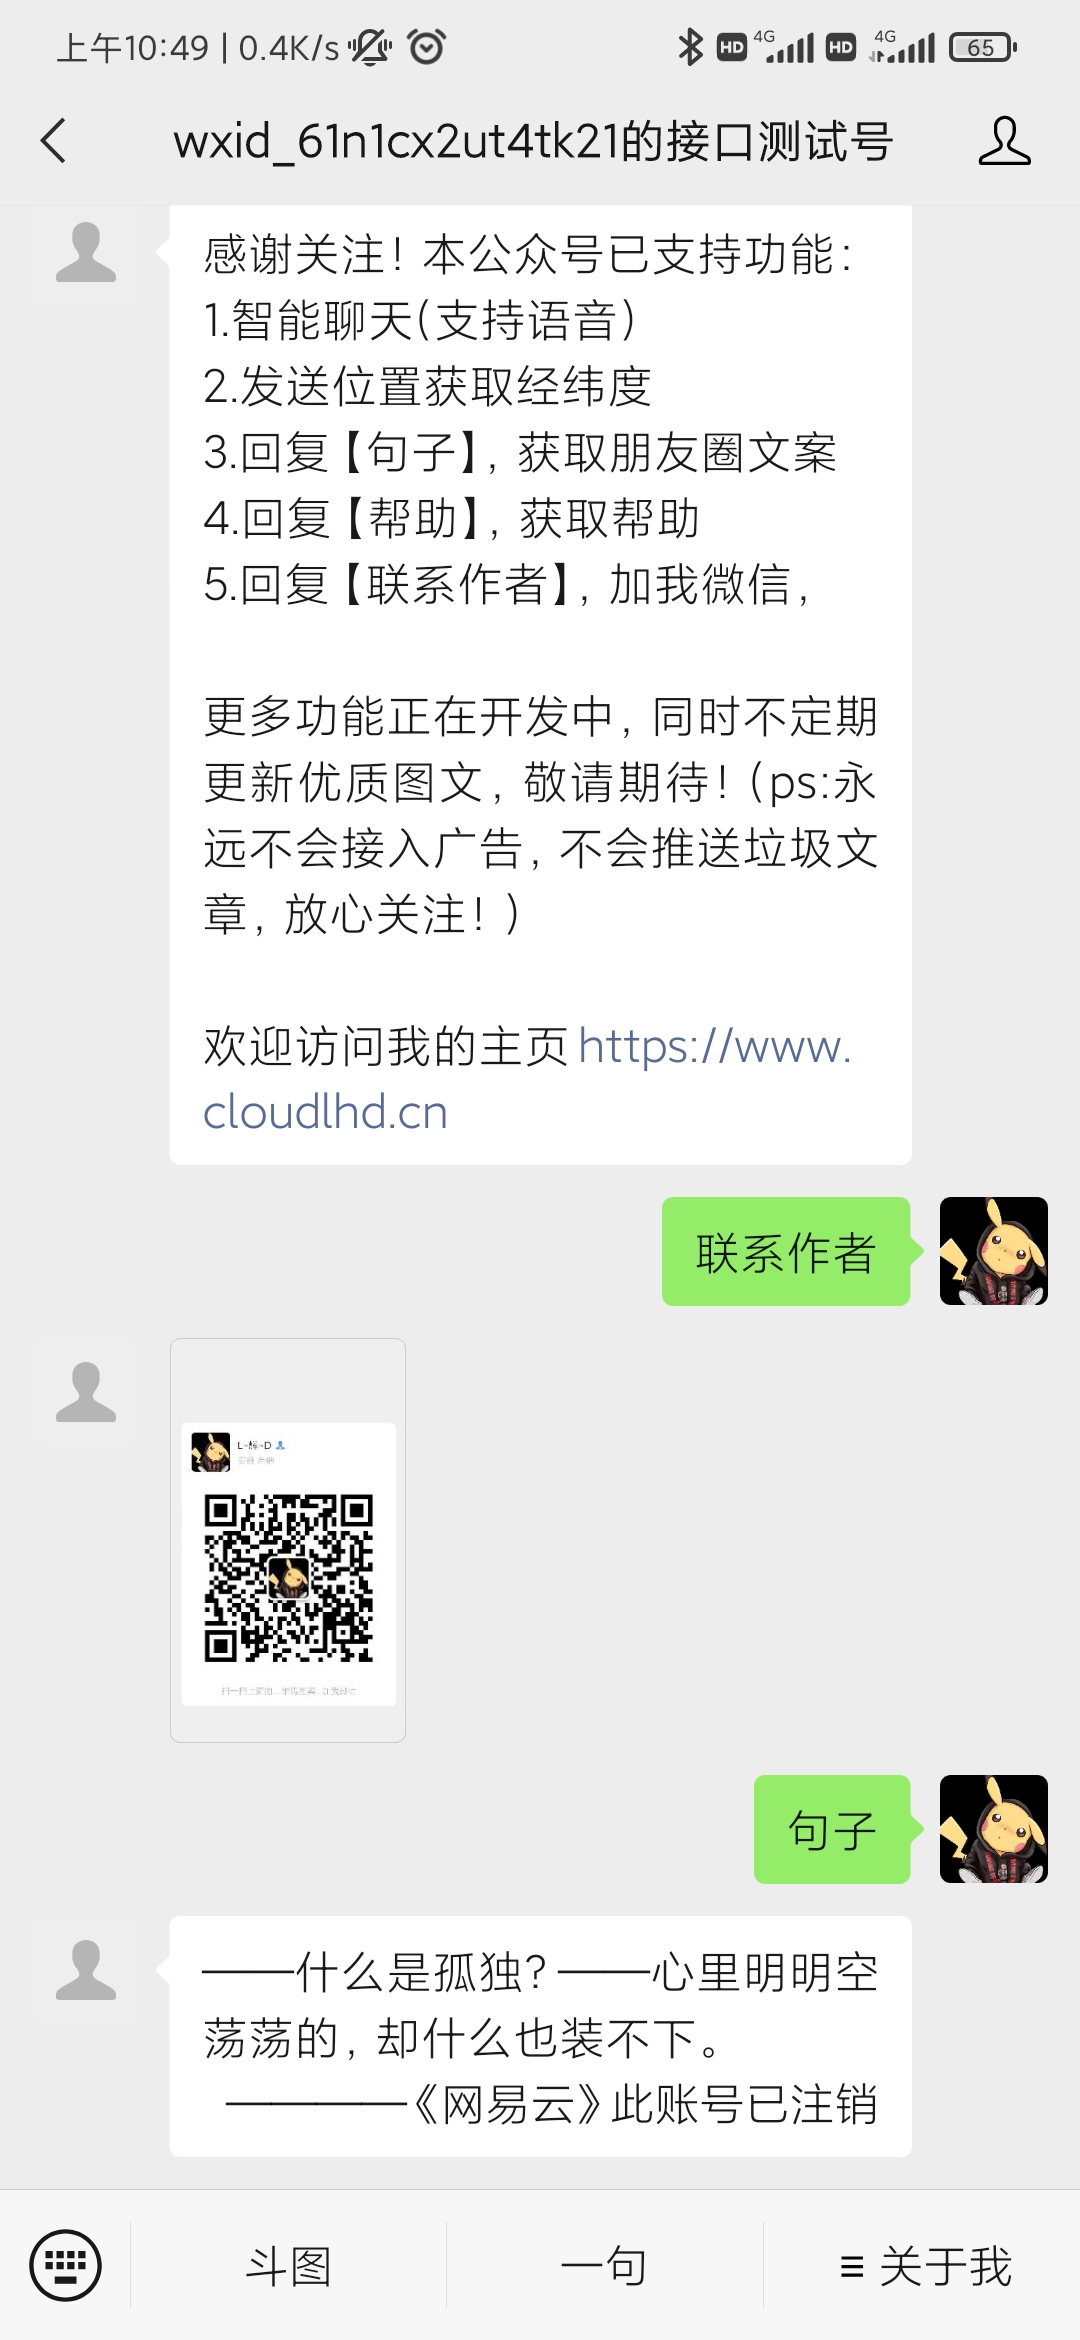 上午10:49 | 0.4K/s HD 4G HD 4G 65
wxid_61n1cx2ut4tk21的接口测试号
感谢关注！本公众号已支持功能：
1.智能聊天(支持语音)
2.发送位置获取经纬度
3.回复【句子】，获取朋友圈文案
4.回复【帮助】，获取帮助
5.回复【联系作者】，加我微信，
更多功能正在开发中，同时不定期
更新优质图文，敬请期待！(ps:永
远不会接入广告，不会推送垃圾文
章，放心关注！)
欢迎访问我的主页https://www.
cloudlhd.cn
联系作者
L~辉~D
句子
——什么是孤独？——心里明明空
荡荡的，却什么也装不下。
————《网易云》此账号已注销
斗图
一句
关于我